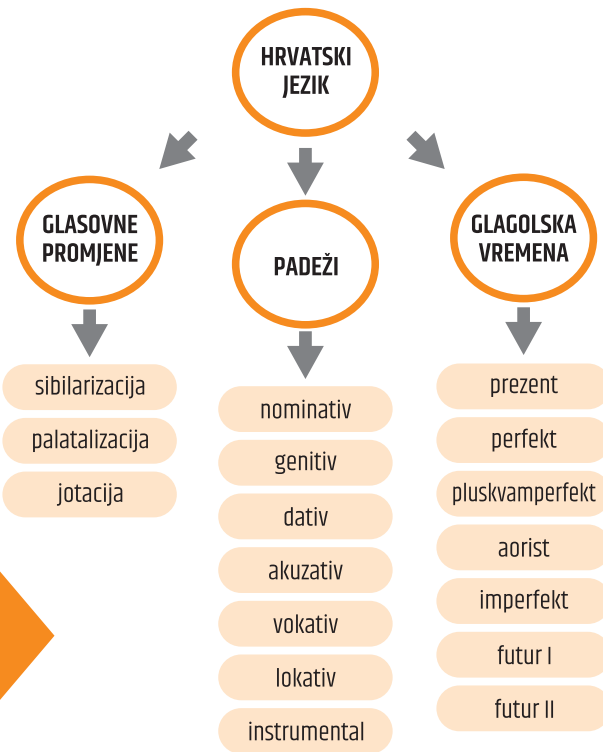 HRVATSKI
JEZIK
GLASOVNE
PROMJENE
sibilarizacija
palatalizacija
jotacija
PADEŽI
nominativ
genitiv
dativ
akuzativ
vokativ
lokativ
instrumental
GLAGOLSKA
VREMENA
prezent
perfekt
pluskvamperfekt
aorist
imperfekt
futur I
futur II